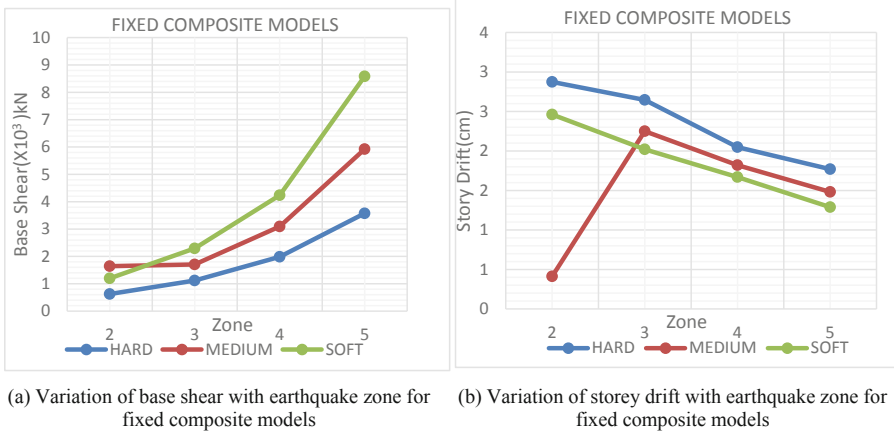 FIXED COMPOSITE MODELS
10
9
8
7
6
5
4
3
2
1
0
Base Shear(X10³ )kN
2 3 4 5
Zone
HARD MEDIUM SOFT
(a) Variation of base shear with earthquake zone for
fixed composite models
FIXED COMPOSITE MODELS
4
3
3
2
2
1
1
0
Story Drift(cm)
2 3 4 5
Zone
HARD MEDIUM SOFT
(b) Variation of storey drift with earthquake zone for
fixed composite models